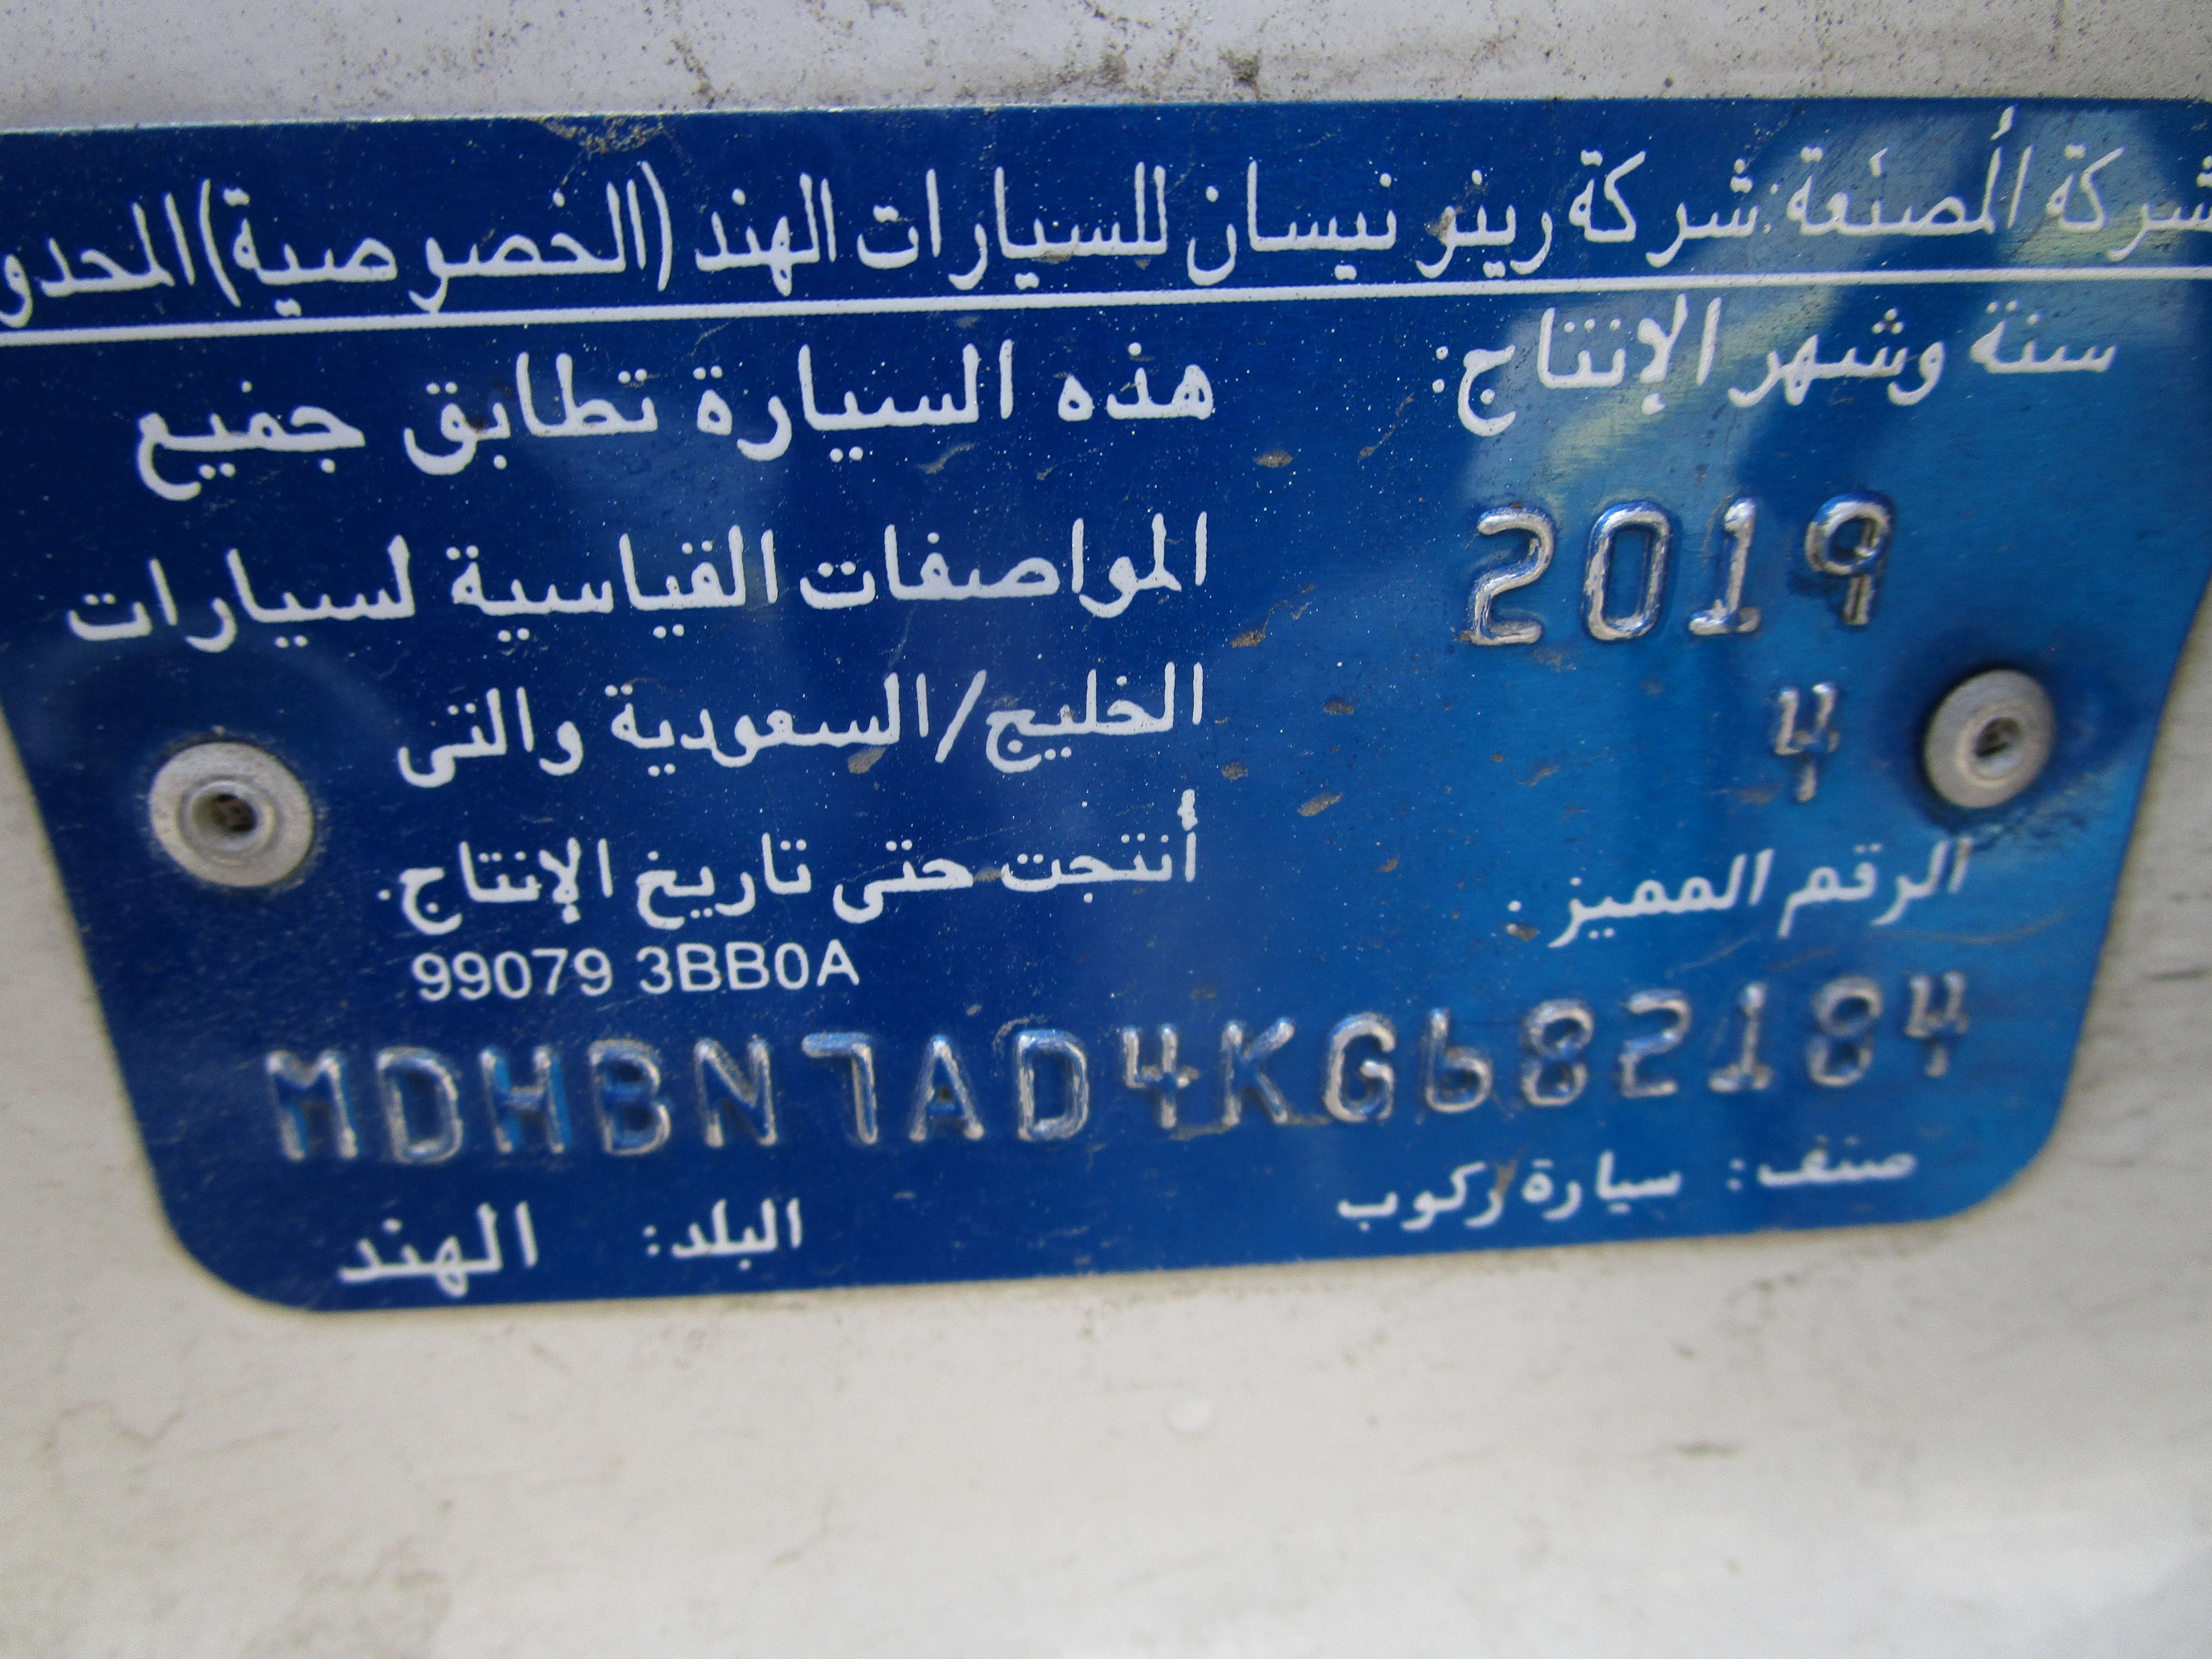 شركة المصنعة: شركة رينو نيسان للسيارات الهند (الخصوصية) المحدو
سنة وشهر الإنتاج:
2019
4
هذه السيارة تطابق جميع
المواصفات القياسية لسيارات
الخليج/السعودية والتى
أنتجت حتى تاريخ الإنتاج.
99079 3BB0A
الرقم المميز:
MDHBN7AD4KG682184
صنف: سيارة ركوب
البلد: الهند